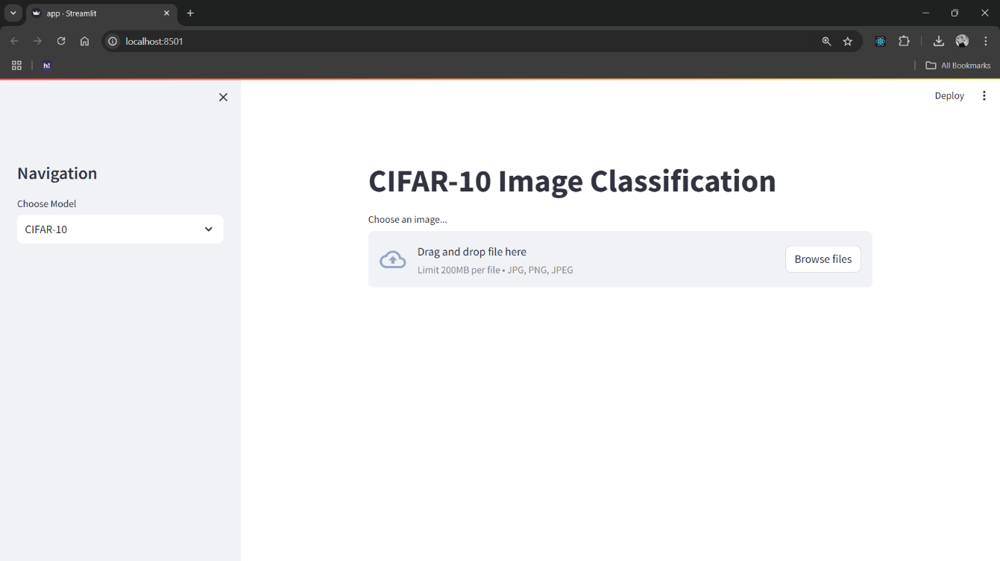 app · Streamlit
localhost:8501
h!
All Bookmarks
Deploy
Navigation
Choose Model
CIFAR-10
CIFAR-10 Image Classification
Choose an image...
Drag and drop file here
Limit 200MB per file • JPG, PNG, JPEG
Browse files